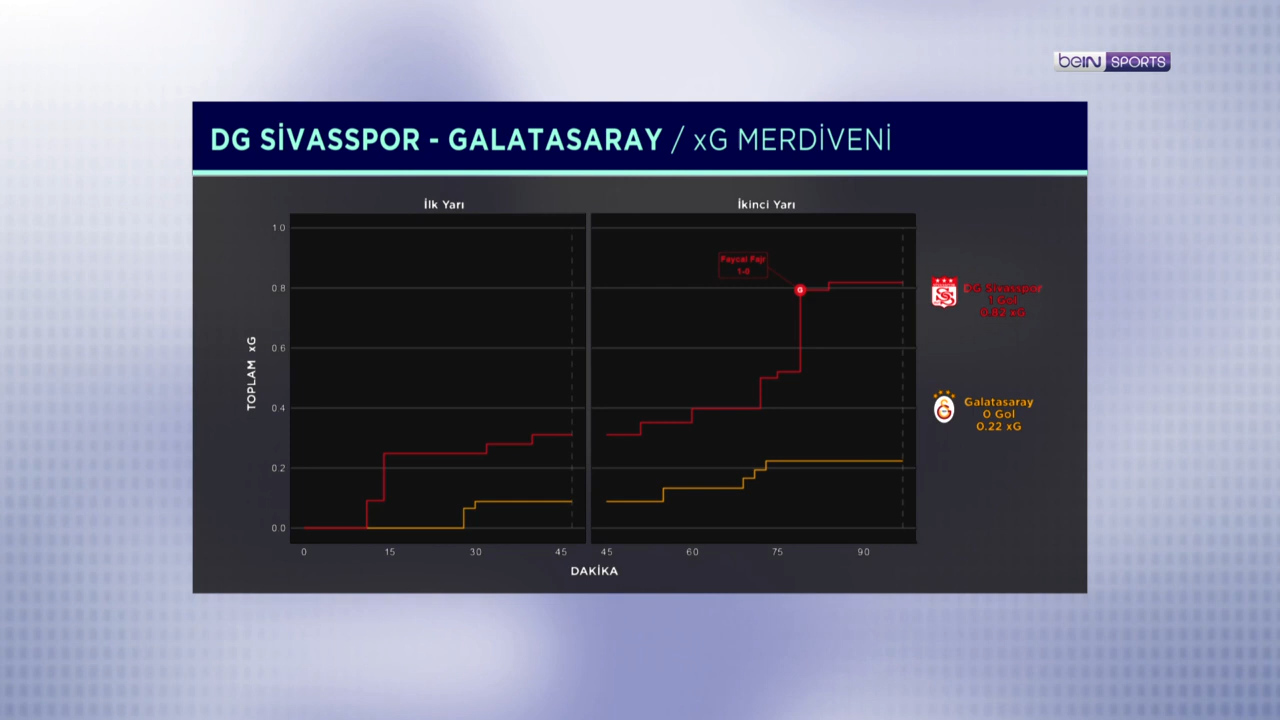 beIN SPORTS
DG SİVASSPOR - GALATASARAY / xG MERDİVENİ
İlk Yarı
İkinci Yarı
1.0
0.8
0.6
0.4
0.2
0.0
TOPLAM xG
Fayçal Fajr
1-0
G
DG Sivasspor
1 Gol
0.82 xG
Galatasaray
0 Gol
0.22 xG
0 15 30 45 45 60 75 90
DAKİKA